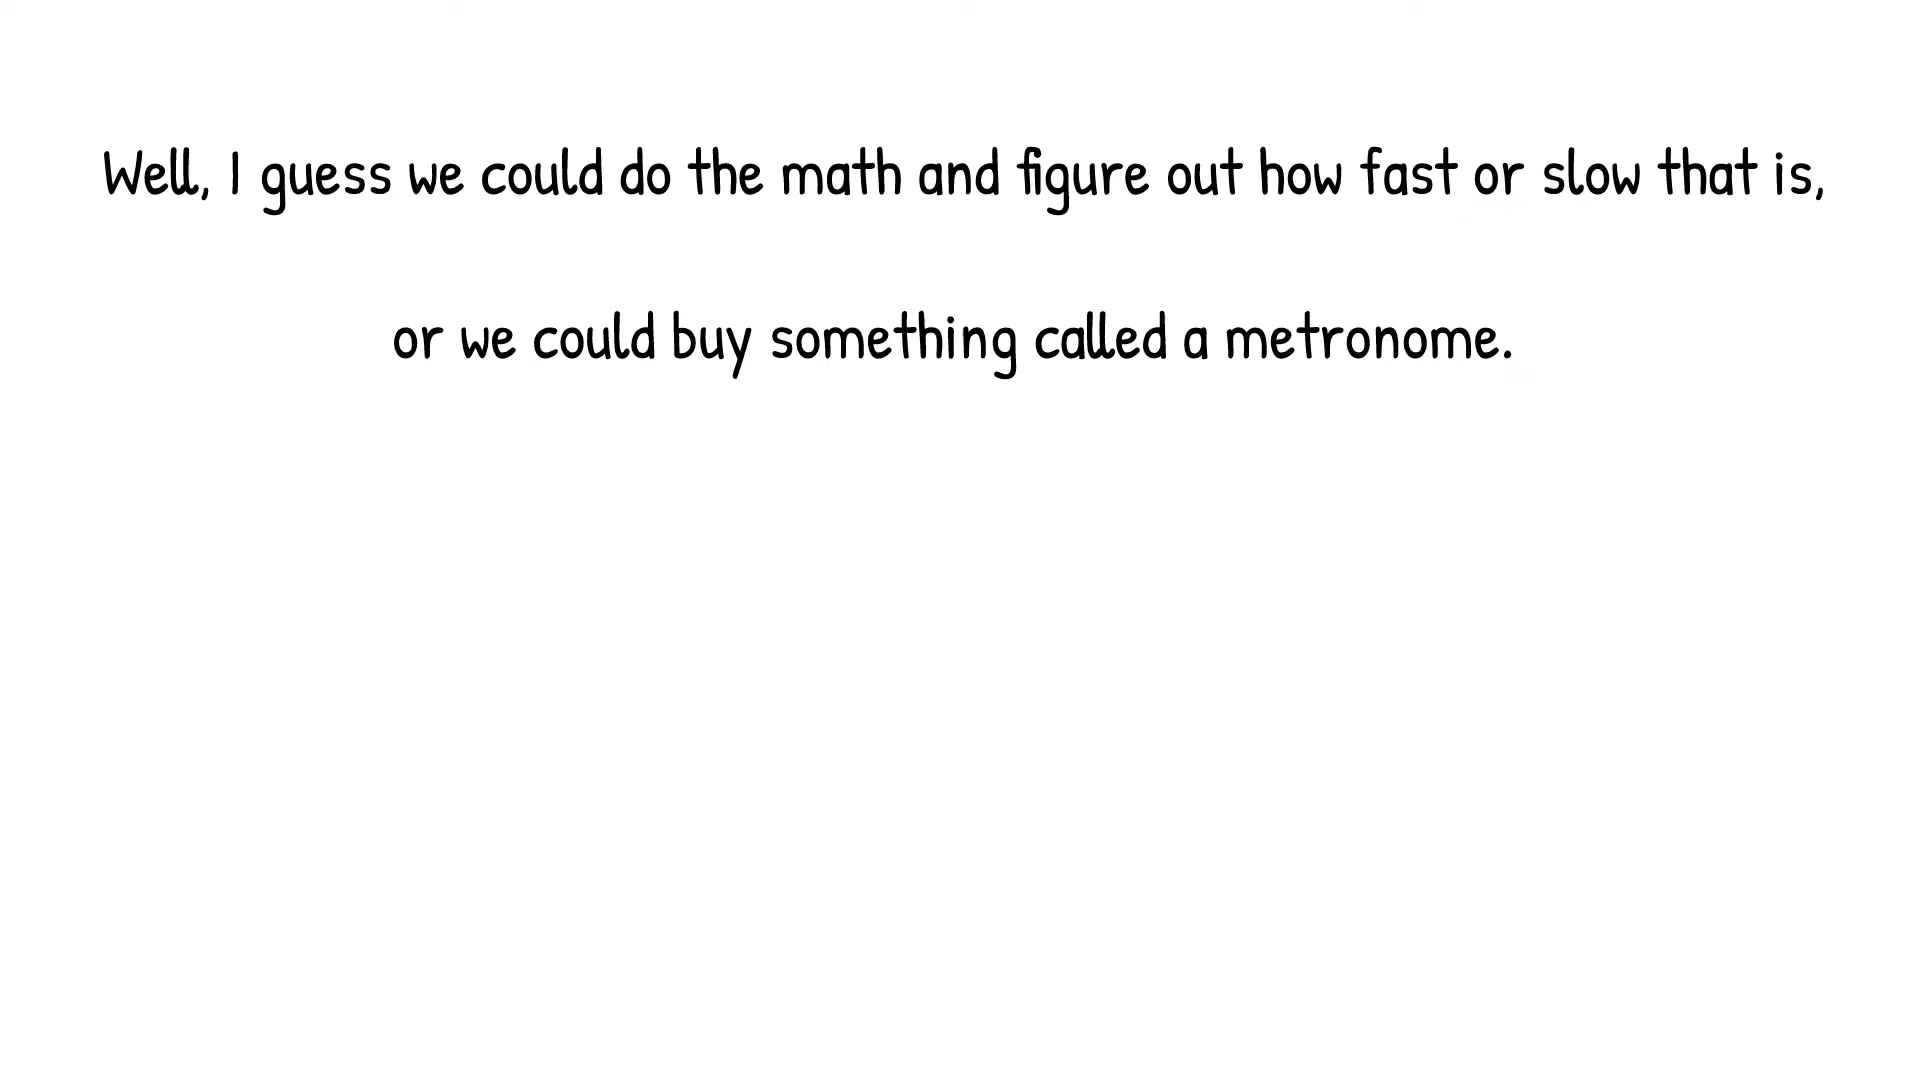 Well, I guess we could do the math and figure out how fast or slow that is,
or we could buy something called a metronome.